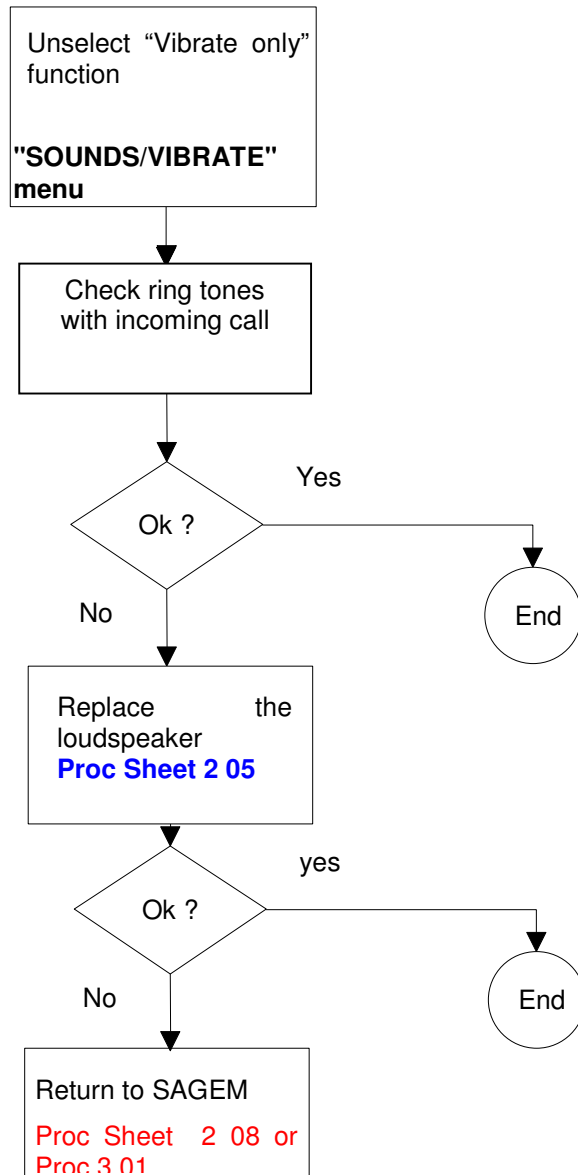 Unselect “Vibrate only”
function
"SOUNDS/VIBRATE"
menu
Check ring tones
with incoming call
Yes
Ok ?
End
No
Replace the
loudspeaker
Proc Sheet 2 05
yes
Ok ?
End
No
Return to SAGEM
Proc Sheet 2 08 or
Proc 3 01